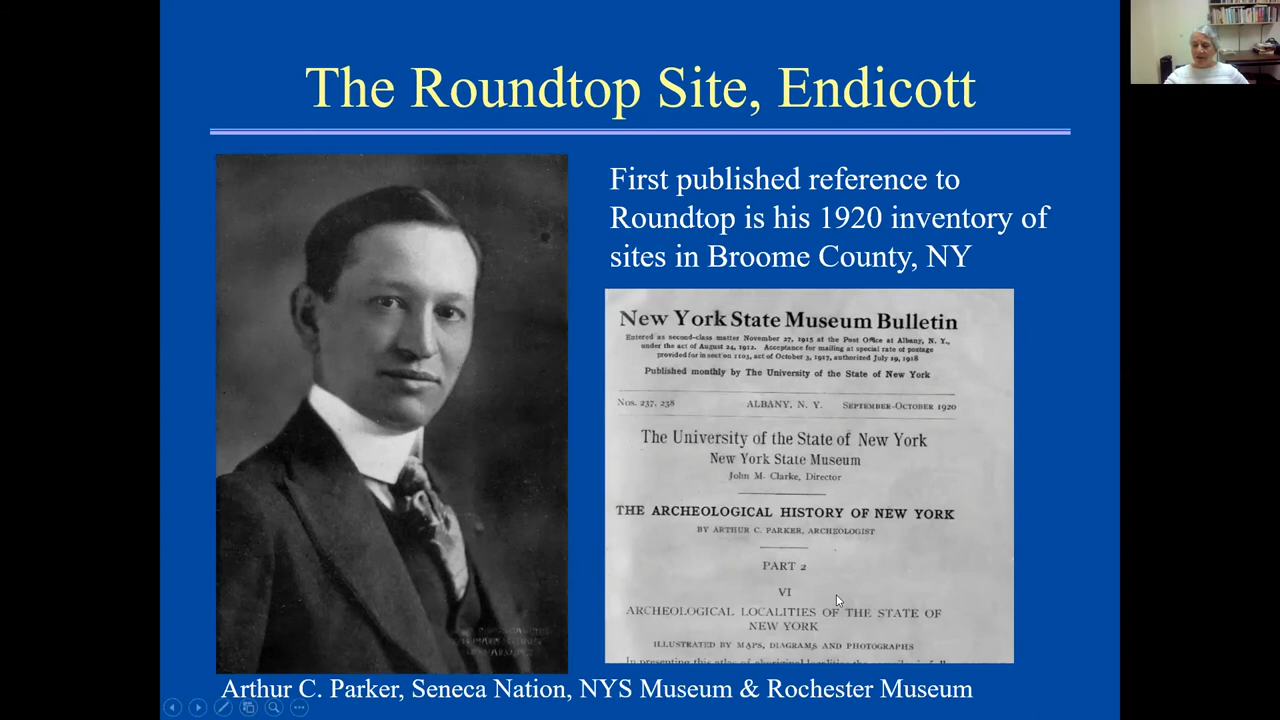 The Roundtop Site, Endicott
First published reference to
Roundtop is his 1920 inventory of
sites in Broome County, NY
New York State Museum Bulletin
Entered as second-class matter November 27, 1915 at the Post Office at Albany, N. Y.,
under the act of August 24, 1912. Acceptance for mailing at special rate of postage
provided for in section 1103, act of October 3, 1917, authorized July 19, 1918
Published monthly by The University of the State of New York
Nos. 237, 238 ALBANY, N. Y. SEPTEMBER-OCTOBER 1920
The University of the State of New York
New York State Museum
John M. Clarke, Director
THE ARCHEOLOGICAL HISTORY OF NEW YORK
BY ARTHUR C. PARKER, ARCHEOLOGIST
PART 2
VI
ARCHEOLOGICAL LOCALITIES OF THE STATE OF
NEW YORK
ILLUSTRATED BY MAPS, DIAGRAMS AND PHOTOGRAPHS
Arthur C. Parker, Seneca Nation, NYS Museum & Rochester Museum